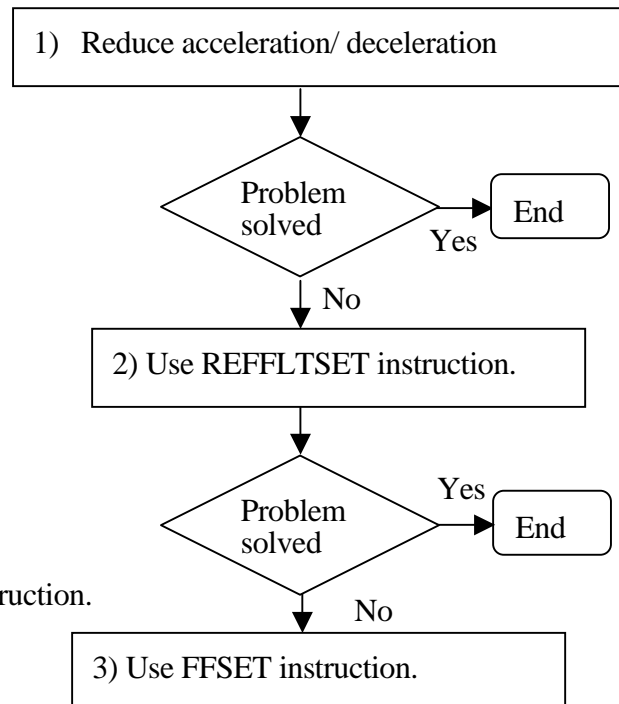 1) Reduce acceleration/ deceleration
Problem
solved
End
Yes
No
2) Use REFFLTSET instruction.
Yes
Problem
solved
End
ruction.
No
3) Use FFSET instruction.